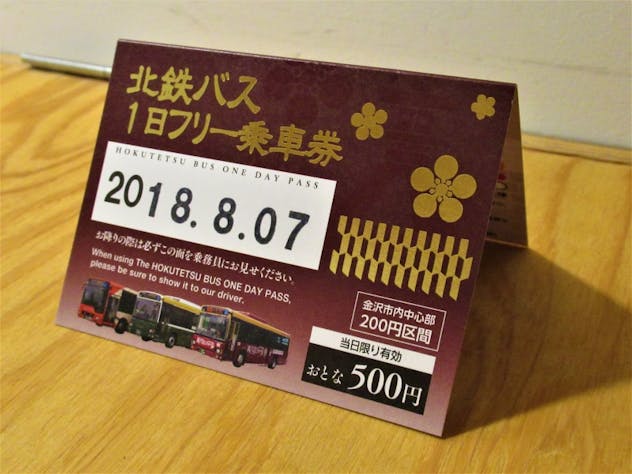 北鉄バス
1日フリー乗車券
HOKUTETSU BUS ONE DAY PASS
2018.8.07
お降りの際は必ずこの面を乗務員にお見せください。
When using The HOKUTETSU BUS ONE DAY PASS,
please be sure to show it to our driver.
金沢市内中心部
200円区間
当日限り有効
おとな 500円